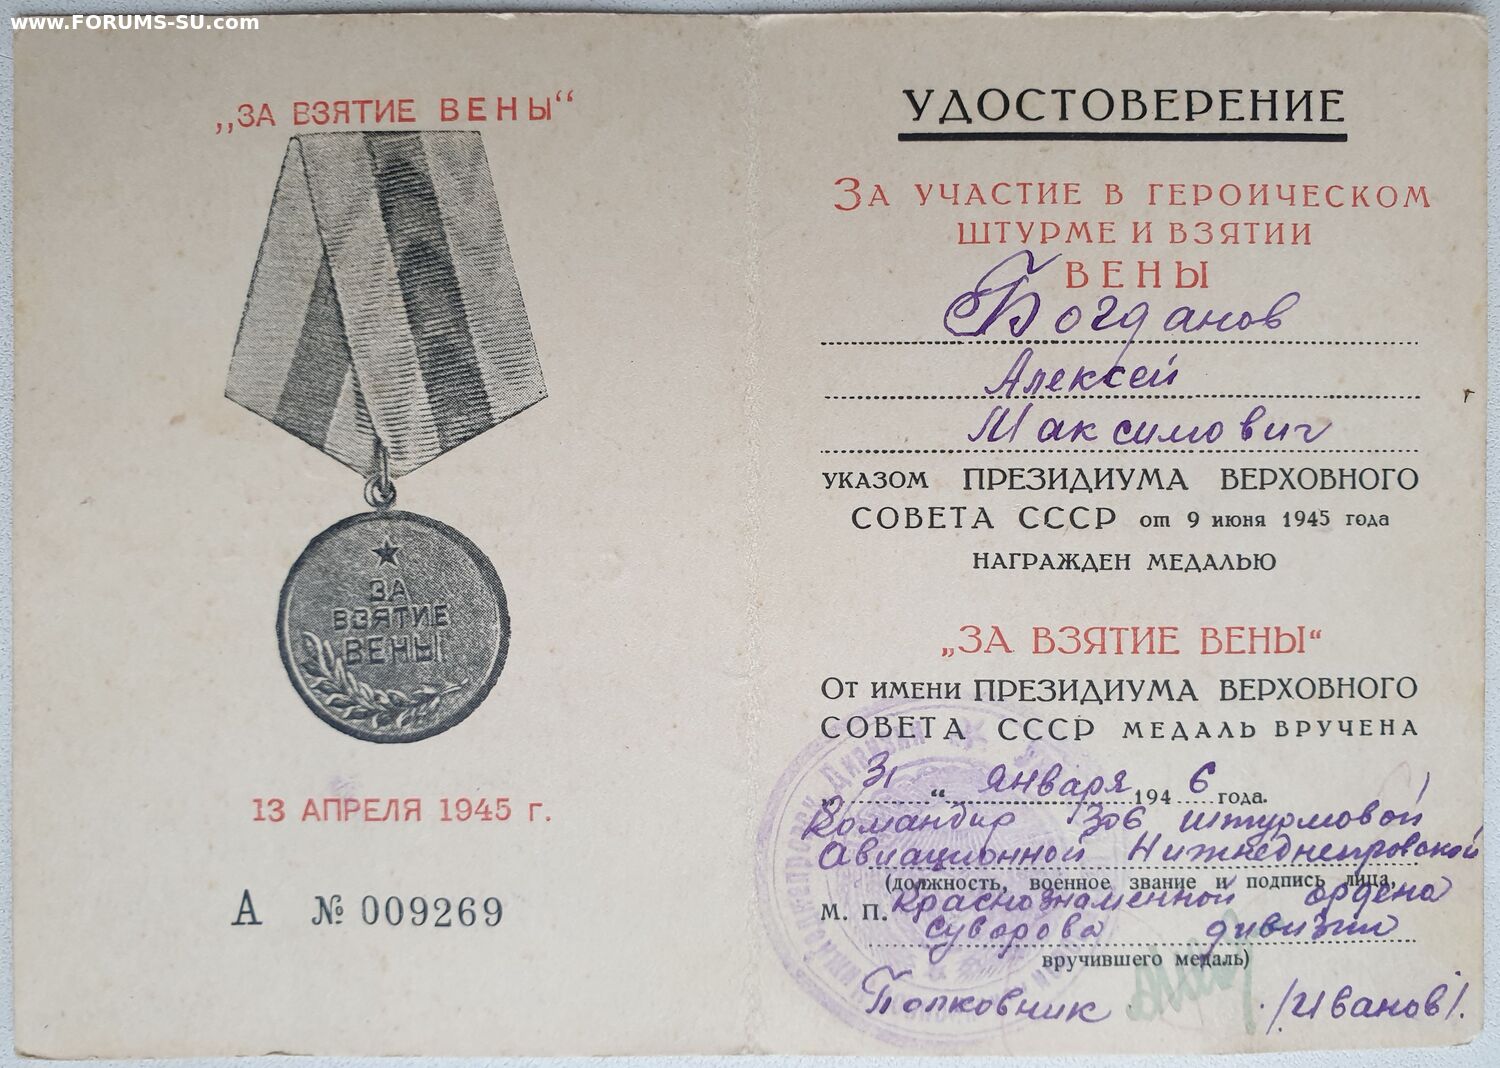 www.FORUMS-SU.com
„ЗА ВЗЯТИЕ ВЕНЫ“
ЗА
ВЗЯТИЕ
ВЕНЫ
13 АПРЕЛЯ 1945 г.
А № 009269
УДОСТОВЕРЕНИЕ
ЗА УЧАСТИЕ В ГЕРОИЧЕСКОМ
ШТУРМЕ И ВЗЯТИИ
ВЕНЫ
Богданов
Алексей
Максимович
УКАЗОМ ПРЕЗИДИУМА ВЕРХОВНОГО
СОВЕТА СССР от 9 июня 1945 года
НАГРАЖДЕН МЕДАЛЬЮ
„ЗА ВЗЯТИЕ ВЕНЫ“
ОТ ИМЕНИ ПРЕЗИДИУМА ВЕРХОВНОГО
СОВЕТА СССР МЕДАЛЬ ВРУЧЕНА
„31“ января 1946 года.
Командир 306 штурмовой
Авиационной Нижнеднепровской
(должность, военное звание и подпись лица,
М. П. Краснознаменной ордена
Суворова дивизии
вручившего медаль)
Полковник /Иванов/.